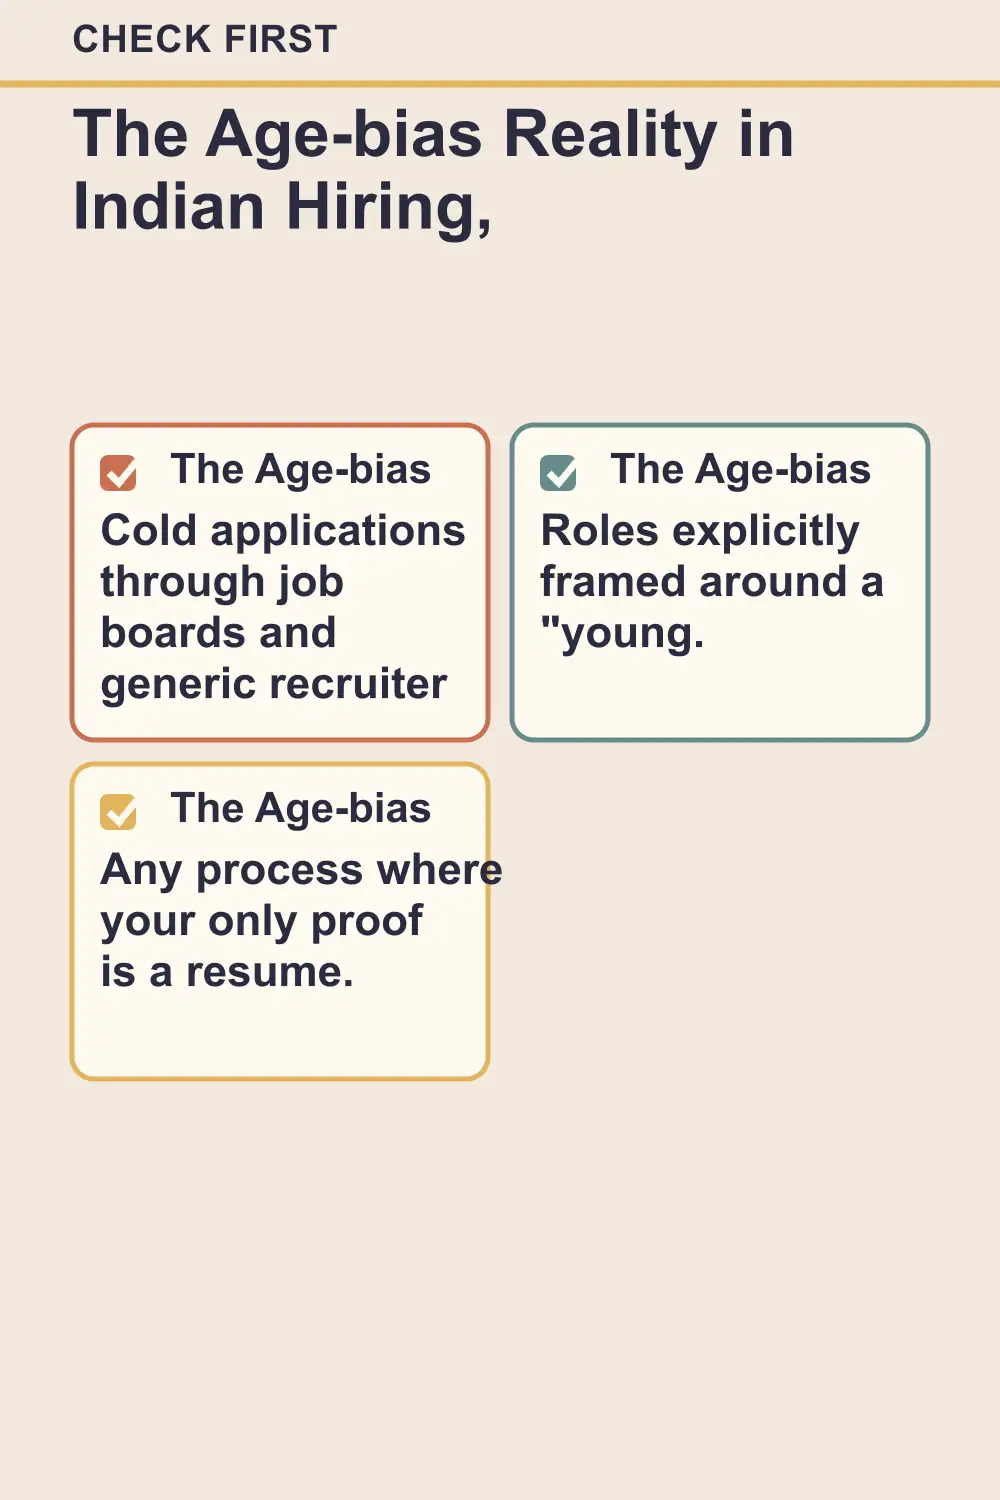 CHECK FIRST
The Age-bias Reality in
Indian Hiring,
The Age-bias
Cold applications
through job
boards and
generic recruiter
The Age-bias
Roles explicitly
framed around a
"young.
The Age-bias
Any process where
your only proof
is a resume.